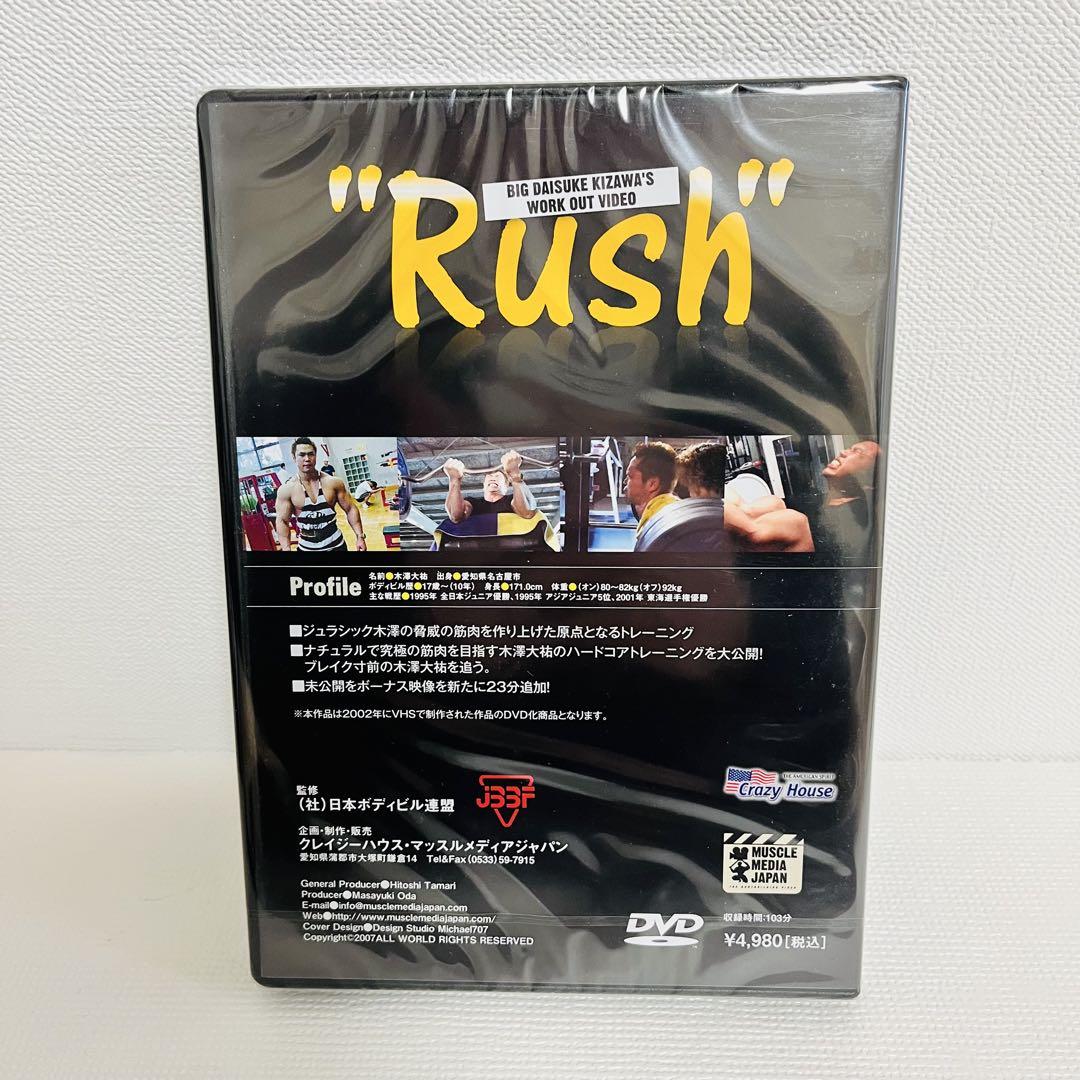 "Rush"
BIG DAISUKE KIZAWA'S
WORK OUT VIDEO
Profile
名前●木澤大祐 出身●愛知県名古屋市
ボディビル歴●17歳〜(10年) 身長●171.0cm 体重●(オン)80〜82kg(オフ)92kg
主な戦歴●1995年 全日本ジュニア優勝、1995年 アジアジュニア5位、2001年 東海選手権優勝
■ジュラシック木澤の脅威の筋肉を作り上げた原点となるトレーニング
■ナチュラルで究極の筋肉を目指す木澤大祐のハードコアトレーニングを大公開!
ブレイク寸前の木澤大祐を追う。
■未公開をボーナス映像を新たに23分追加!
※本作品は2002年にVHSで制作された作品のDVD化商品となります。
監修
(社)日本ボディビル連盟
JBBF
企画・制作・販売
クレイジーハウス・マッスルメディアジャパン
愛知県蒲郡市大塚町鎌倉14 Tel&Fax(0533)59-7915
General Producer●Hitoshi Tamari
Producer●Masayuki Oda
E-mail●info@musclemediajapan.com
Web●http://www.musclemediajapan.com/
Cover Design●Design Studio Michael707
Copyright©2007ALL WORLD RIGHTS RESERVED
THE AMERICAN SPIRIT
Crazy House
MUSCLE
MEDIA
JAPAN
THE BODYBUILDING VIDEO
DVD
収録時間:103分
¥4,980[税込]